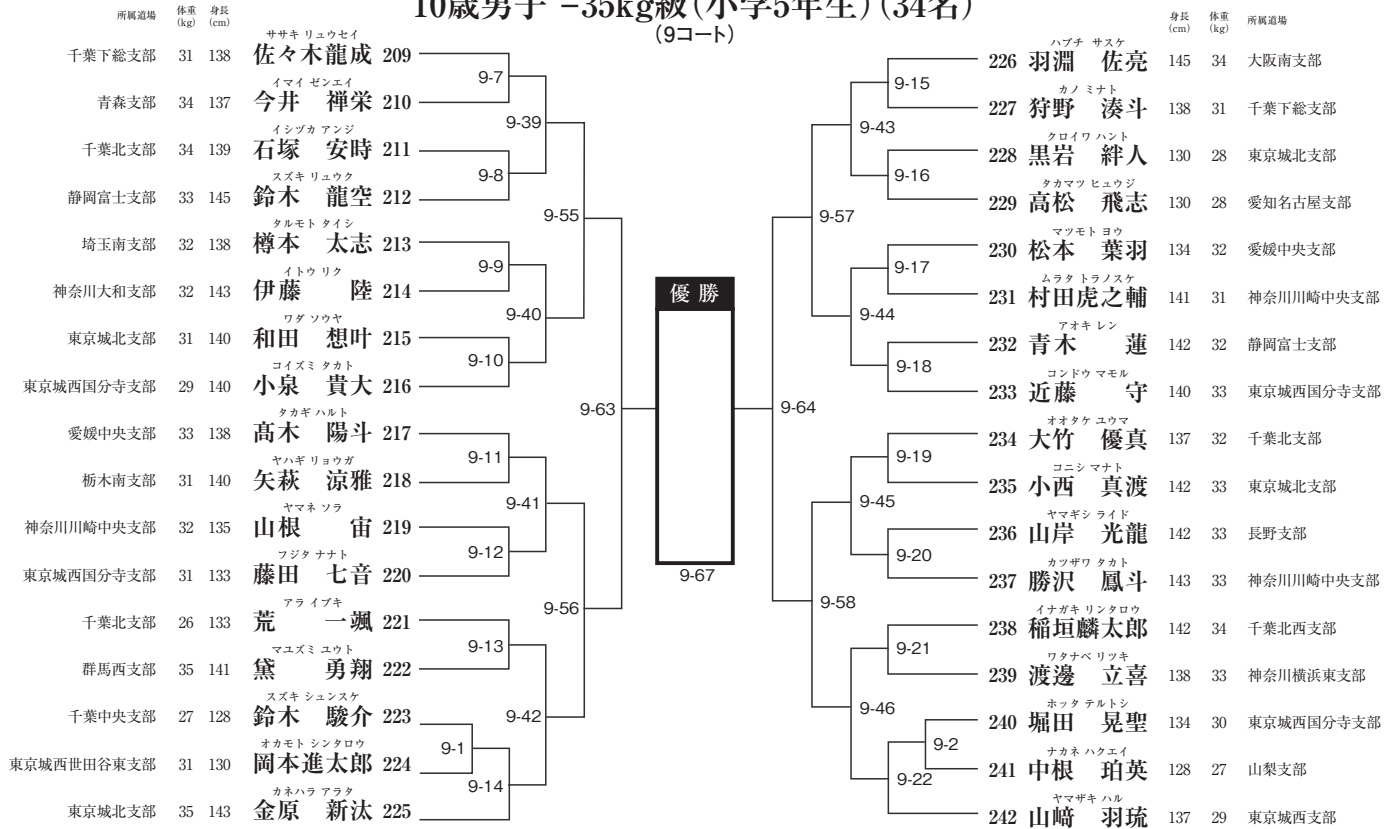 10歳男子 −35kg級(小学5年生)(34名)
(9コート)
所属道場 体重(kg) 身長(cm)
千葉下総支部 31 138 ササキ リュウセイ 佐々木龍成 209
青森支部 34 137 イマイ ゼンエイ 今井 禅栄 210
千葉北支部 34 139 イシヅカ アンジ 石塚 安時 211
静岡富士支部 33 145 スズキ リュウク 鈴木 龍空 212
埼玉南支部 32 138 タルモト タイシ 樽本 太志 213
神奈川大和支部 32 143 イトウ リク 伊藤 陸 214
東京城北支部 31 140 ワダ ソウヤ 和田 想叶 215
東京城西国分寺支部 29 140 コイズミ タカト 小泉 貴大 216
愛媛中央支部 33 138 タカギ ハルト 髙木 陽斗 217
栃木南支部 31 140 ヤハギ リョウガ 矢萩 涼雅 218
神奈川川崎中央支部 32 135 ヤマネ ソラ 山根 宙 219
東京城西国分寺支部 31 133 フジタ ナナト 藤田 七音 220
千葉北支部 26 133 アラ イブキ 荒 一颯 221
群馬西支部 35 141 マユズミ ユウト 黛 勇翔 222
千葉中央支部 27 128 スズキ シュンスケ 鈴木 駿介 223
東京城西世田谷東支部 31 130 オカモト シンタロウ 岡本進太郎 224
東京城北支部 35 143 カネハラ アラタ 金原 新汰 225
9-7
9-8
9-9
9-10
9-11
9-12
9-13
9-1
9-14
9-39
9-40
9-41
9-42
9-55
9-56
9-63
優勝
9-67
9-64
9-57
9-58
9-43
9-44
9-45
9-46
9-15
9-16
9-17
9-18
9-19
9-20
9-21
9-2
9-22
身長(cm) 体重(kg) 所属道場
226 ハブチ サスケ 羽淵 佐亮 145 34 大阪南支部
227 カノ ミナト 狩野 湊斗 138 31 千葉下総支部
228 クロイワ ハント 黒岩 絆人 130 28 東京城北支部
229 タカマツ ヒュウジ 高松 飛志 130 28 愛知名古屋支部
230 マツモト ヨウ 松本 葉羽 134 32 愛媛中央支部
231 ムラタ トラノスケ 村田虎之輔 141 31 神奈川川崎中央支部
232 アオキ レン 青木 蓮 142 32 静岡富士支部
233 コンドウ マモル 近藤 守 140 33 東京城西国分寺支部
234 オオタケ ユウマ 大竹 優真 137 32 千葉北支部
235 コニシ マナト 小西 真渡 142 33 東京城北支部
236 ヤマギシ ライド 山岸 光龍 142 33 長野支部
237 カツザワ タカト 勝沢 鳳斗 143 33 神奈川川崎中央支部
238 イナガキ リンタロウ 稲垣麟太郎 142 34 千葉北西支部
239 ワタナベ リツキ 渡邊 立喜 138 33 神奈川横浜東支部
240 ホッタ テルトシ 堀田 晃聖 134 30 東京城西国分寺支部
241 ナカネ ハクエイ 中根 珀英 128 27 山梨支部
242 ヤマザキ ハル 山﨑 羽琉 137 29 東京城西支部